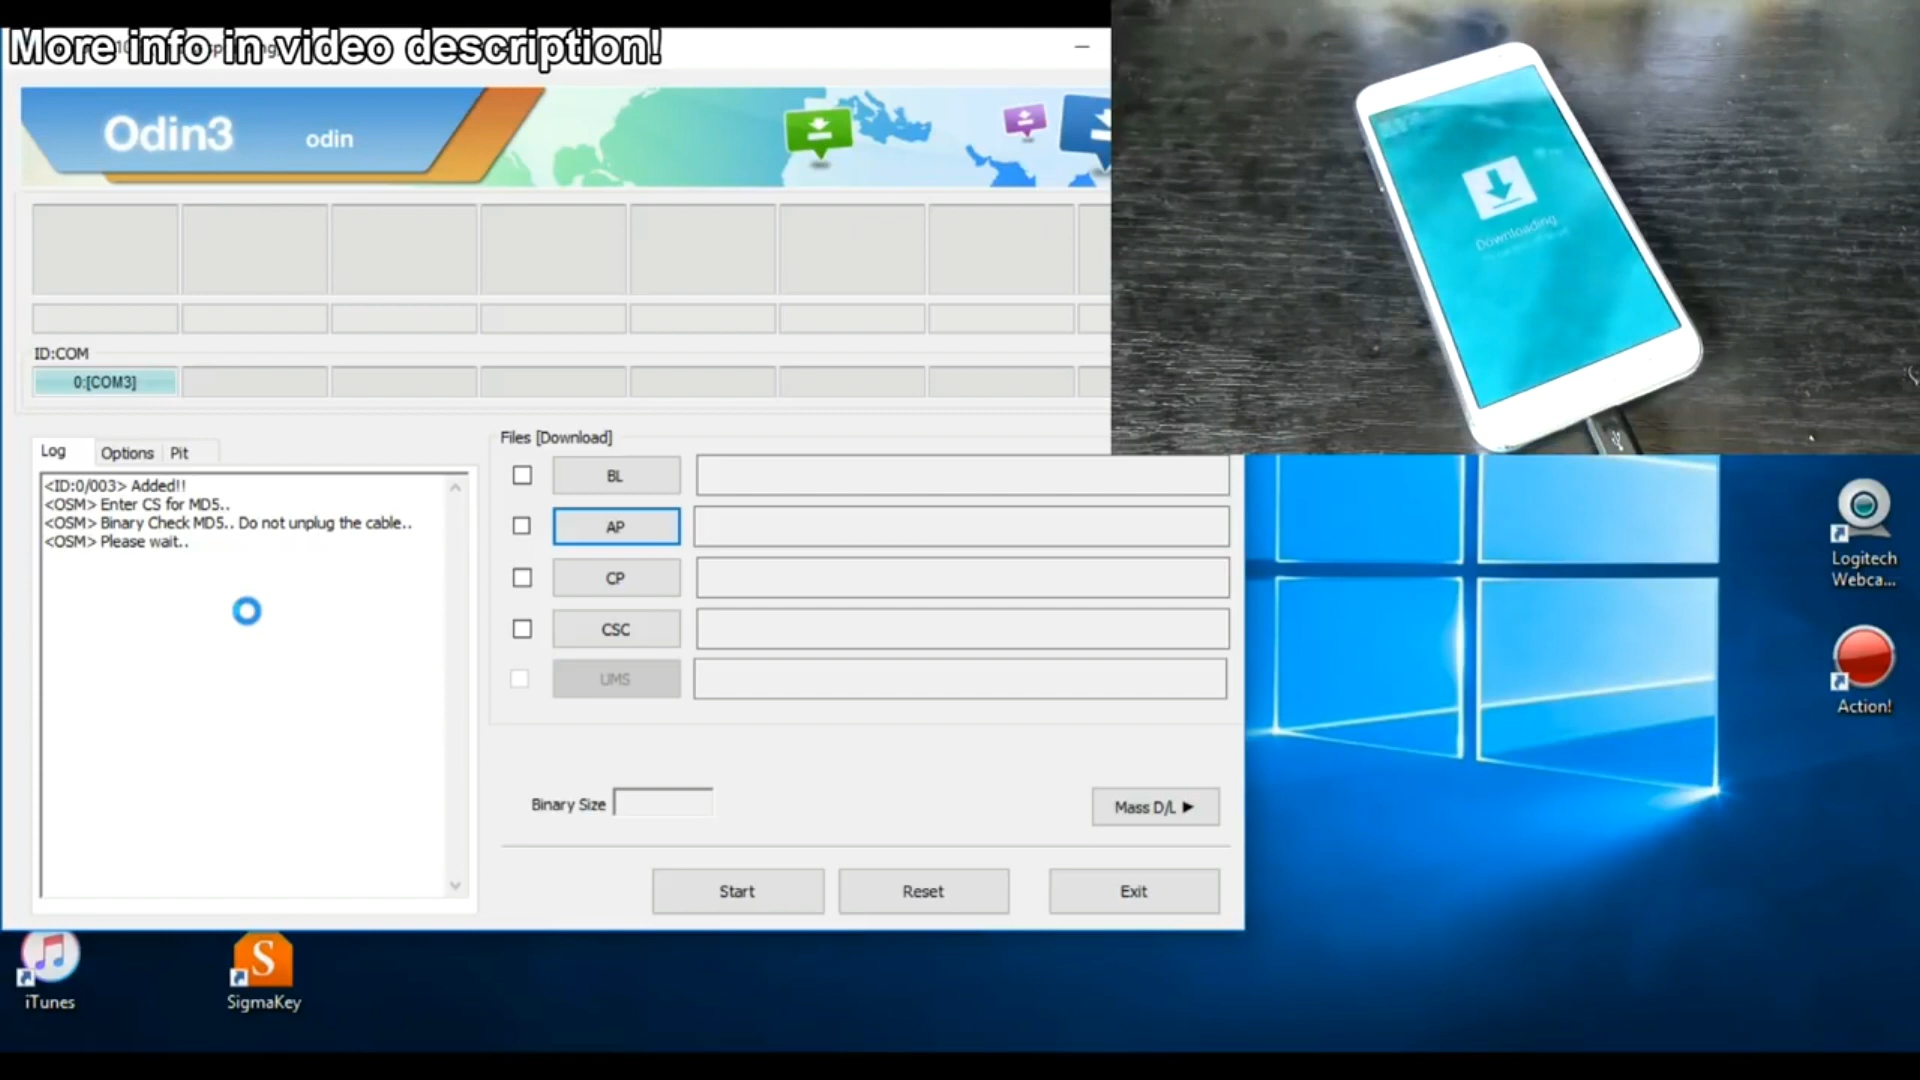 More info in video description!
Odin3
odin
Downloading
ID:COM
0:[COM3]
Log
Options
Pit
Files [Download]
<ID:0/003> Added!!
<OSM> Enter CS for MD5..
<OSM> Binary Check MD5.. Do not unplug the cable..
<OSM> Please wait..
BL
AP
CP
CSC
UMS
Binary Size
Mass D/L
Start
Reset
Exit
Logitech
Webca...
Action!
iTunes
S
SigmaKey